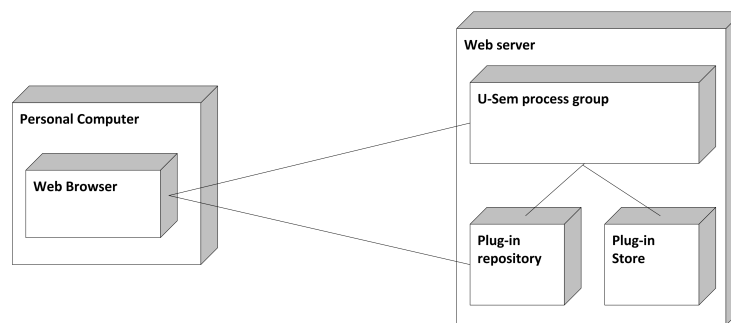 Personal Computer
Web Browser
Web server
U-Sem process group
Plug-in
repository
Plug-in
Store